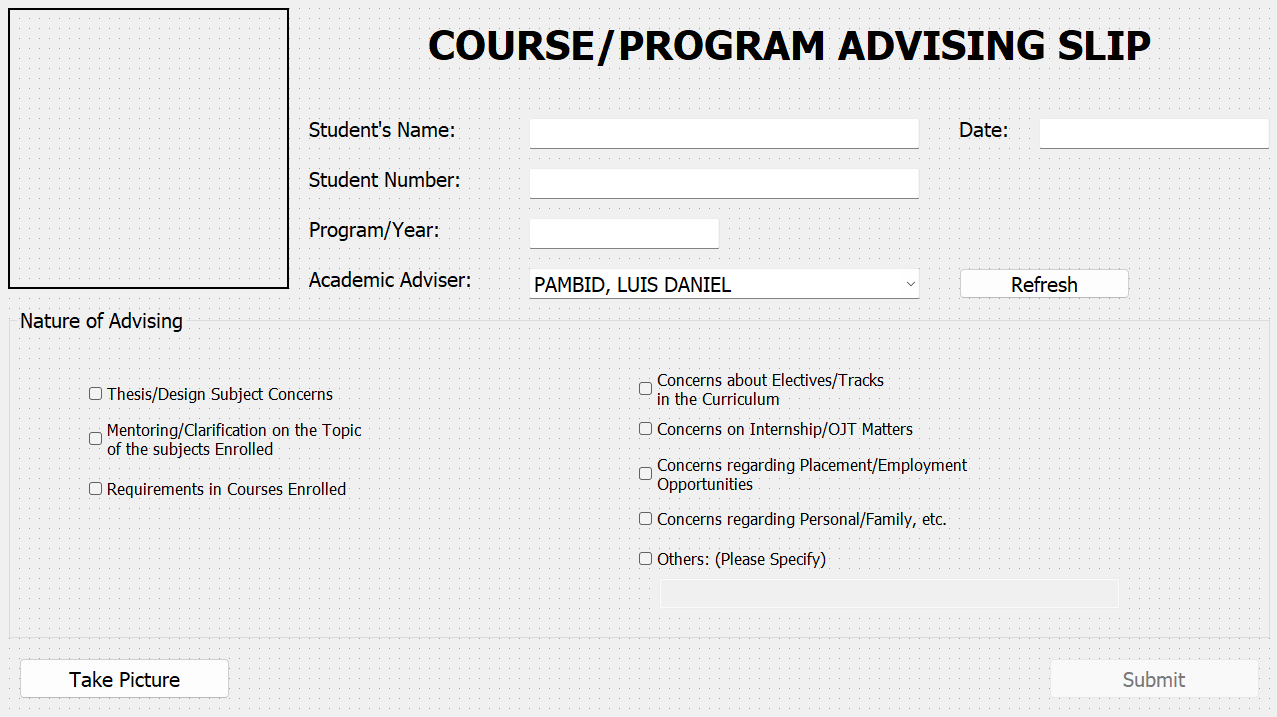 COURSE/PROGRAM ADVISING SLIP
Student's Name:
Date:
Student Number:
Program/Year:
Academic Adviser:
PAMBID, LUIS DANIEL
Refresh
Nature of Advising
Thesis/Design Subject Concerns
Mentoring/Clarification on the Topic
of the subjects Enrolled
Requirements in Courses Enrolled
Concerns about Electives/Tracks
in the Curriculum
Concerns on Internship/OJT Matters
Concerns regarding Placement/Employment
Opportunities
Concerns regarding Personal/Family, etc.
Others: (Please Specify)
Take Picture
Submit